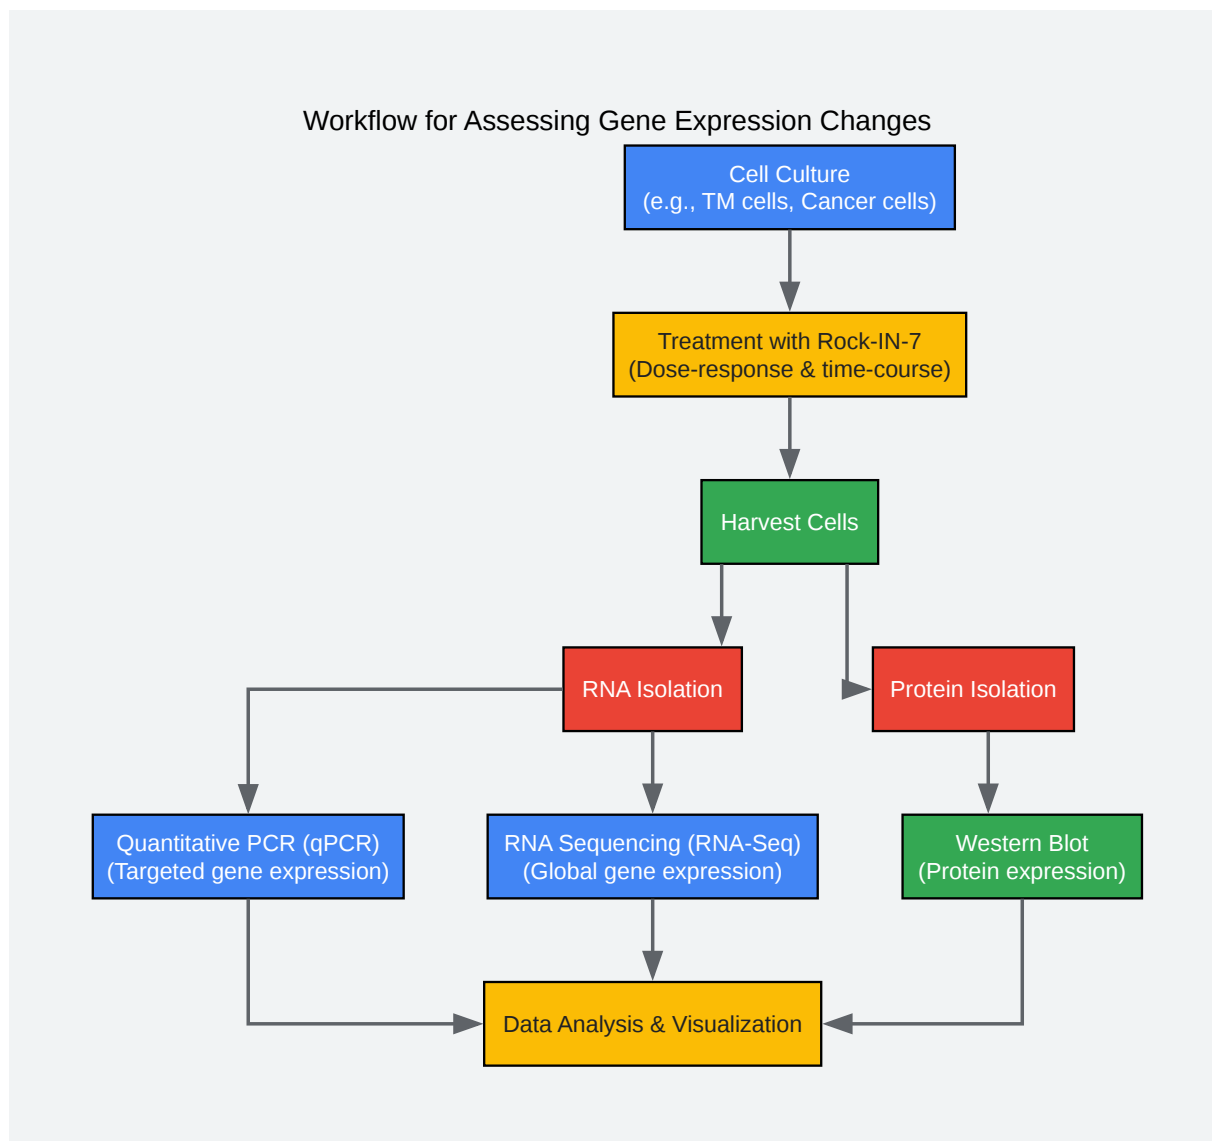 Workflow for Assessing Gene Expression Changes
Cell Culture
(e.g., TM cells, Cancer cells)
Treatment with Rock-IN-7
(Dose-response & time-course)
Harvest Cells
RNA Isolation
Protein Isolation
Quantitative PCR (qPCR)
(Targeted gene expression)
RNA Sequencing (RNA-Seq)
(Global gene expression)
Western Blot
(Protein expression)
Data Analysis & Visualization